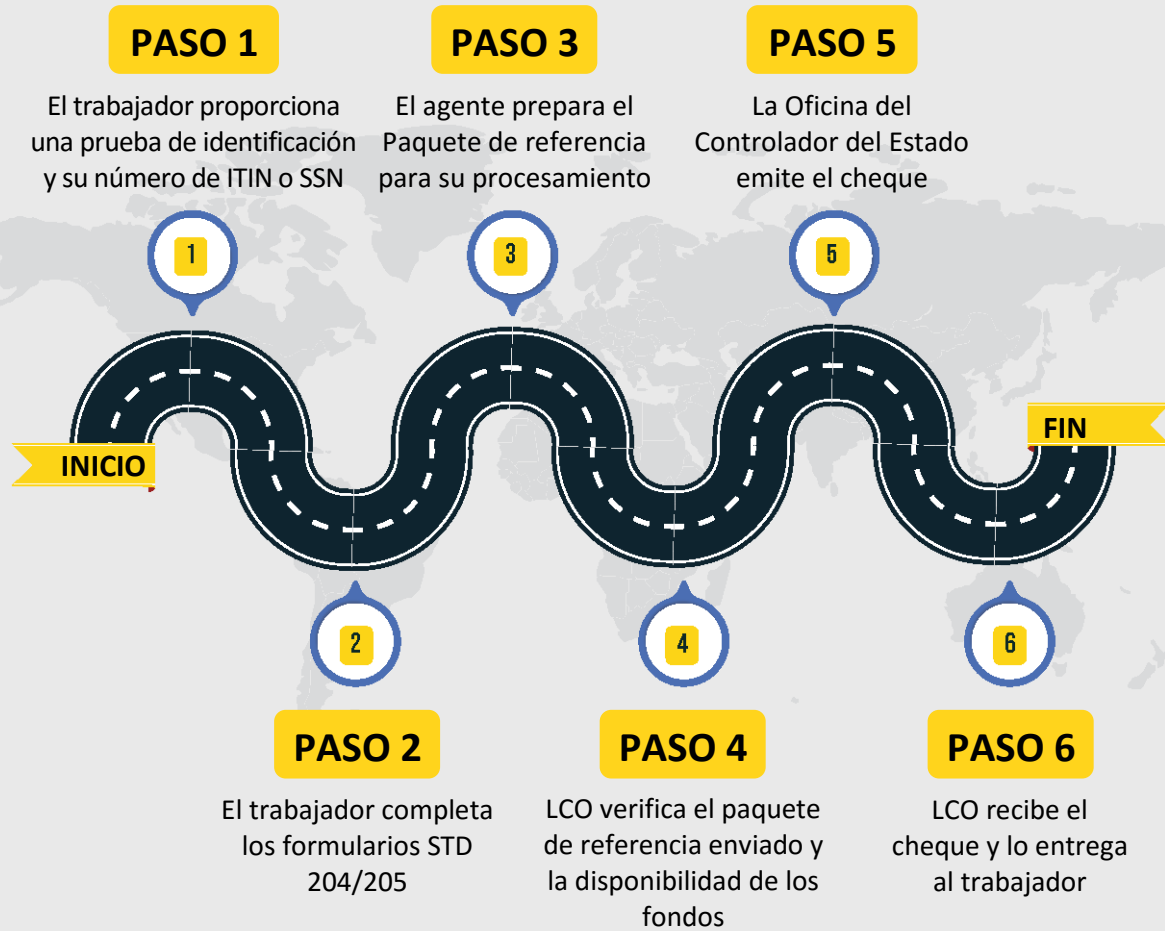 PASO 1
El trabajador proporciona
una prueba de identificación
y su número de ITIN o SSN
1
PASO 3
El agente prepara el
Paquete de referencia
para su procesamiento
3
PASO 5
La Oficina del
Controlador del Estado
emite el cheque
5
INICIO
FIN
2
PASO 2
El trabajador completa
los formularios STD
204/205
4
PASO 4
LCO verifica el paquete
de referencia enviado y
la disponibilidad de los
fondos
6
PASO 6
LCO recibe el
cheque y lo entrega
al trabajador